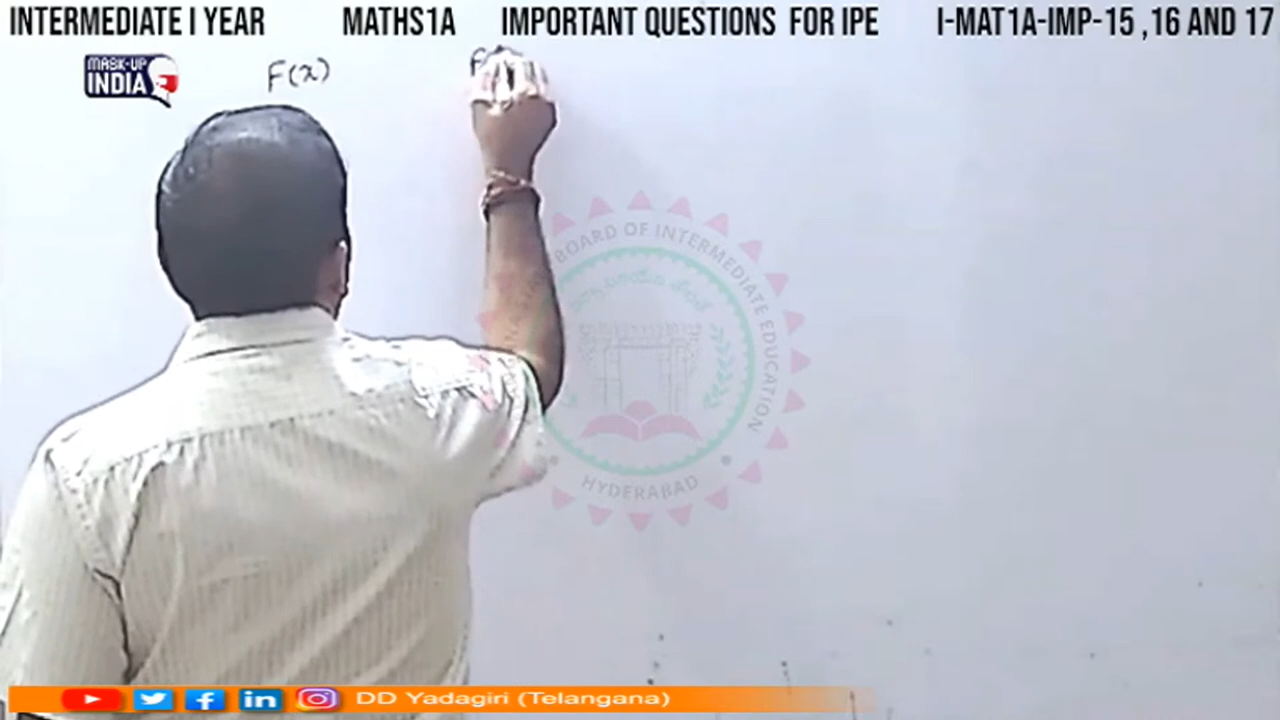 INTERMEDIATE I YEAR MATHS1A IMPORTANT QUESTIONS FOR IPE I-MAT1A-IMP-15 ,16 AND 17
MASK-UP
INDIA
F(x)
BOARD OF INTERMEDIATE EDUCATION
HYDERABAD
DD Yadagiri (Telangana)